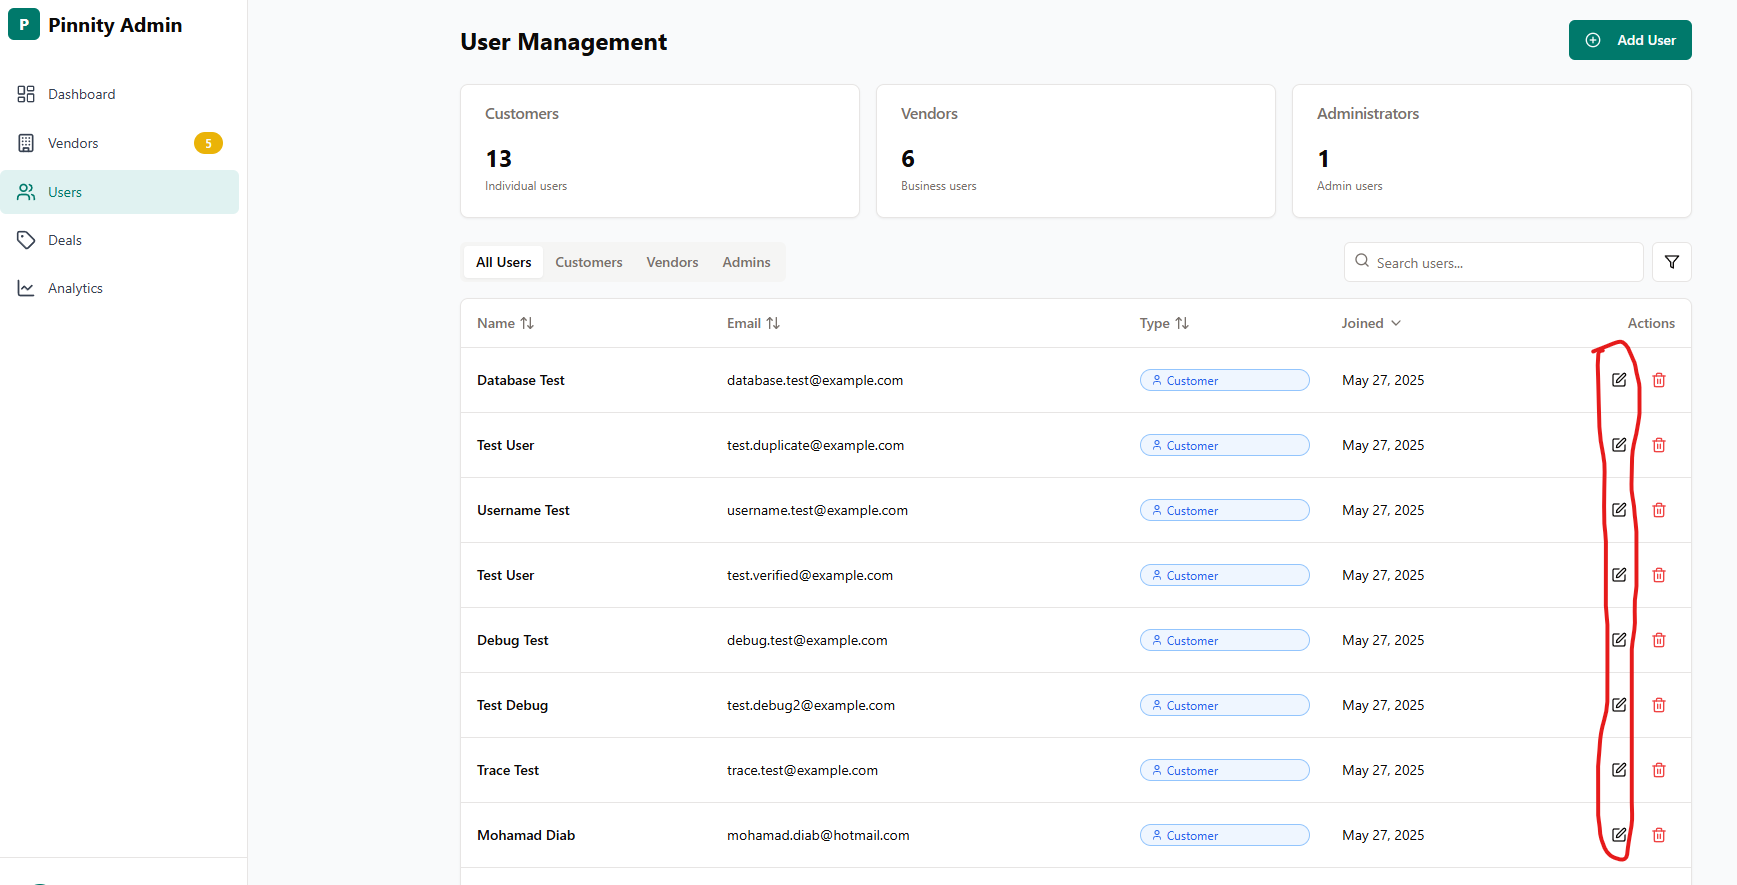 P Pinnity Admin
Dashboard
Vendors 5
Users
Deals
Analytics
User Management
Add User
Customers
13
Individual users
Vendors
6
Business users
Administrators
1
Admin users
All Users Customers Vendors Admins
Search users...
Name Email Type Joined Actions
Database Test database.test@example.com Customer May 27, 2025
Test User test.duplicate@example.com Customer May 27, 2025
Username Test username.test@example.com Customer May 27, 2025
Test User test.verified@example.com Customer May 27, 2025
Debug Test debug.test@example.com Customer May 27, 2025
Test Debug test.debug2@example.com Customer May 27, 2025
Trace Test trace.test@example.com Customer May 27, 2025
Mohamad Diab mohamad.diab@hotmail.com Customer May 27, 2025